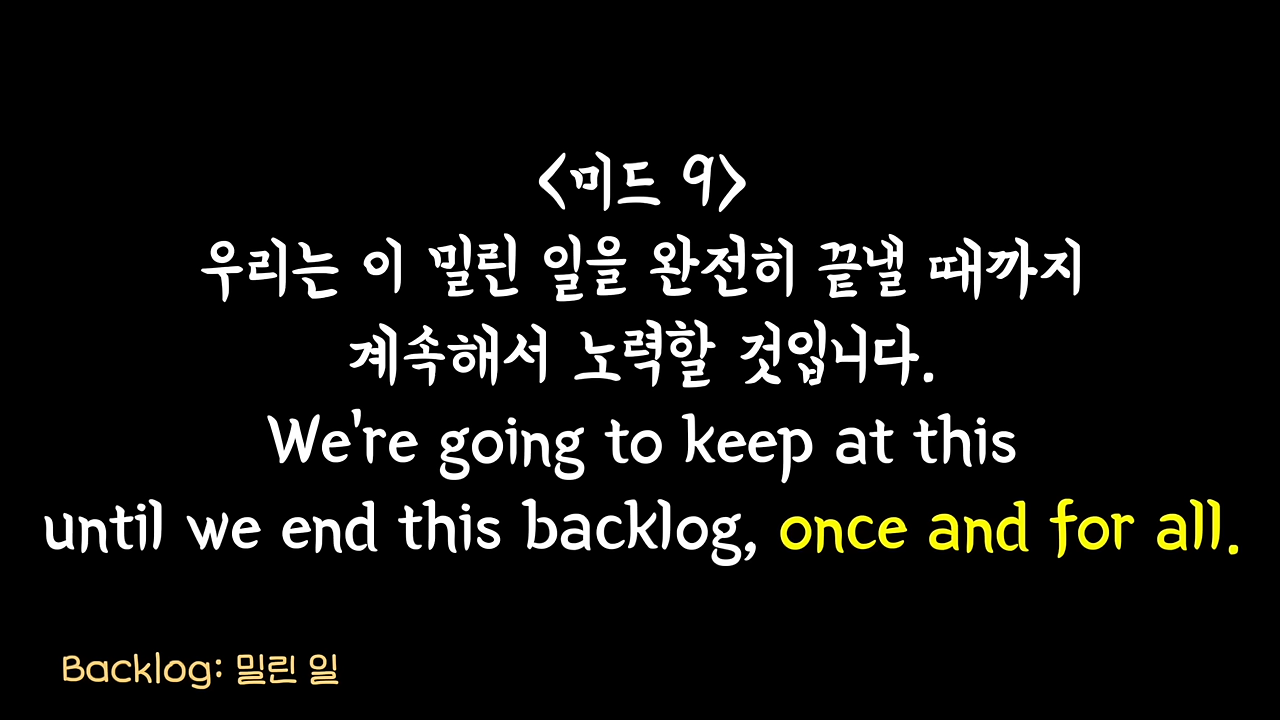 <미드 9>
우리는 이 밀린 일을 완전히 끝낼 때까지
계속해서 노력할 것입니다.
We're going to keep at this
until we end this backlog, once and for all.
Backlog: 밀린 일